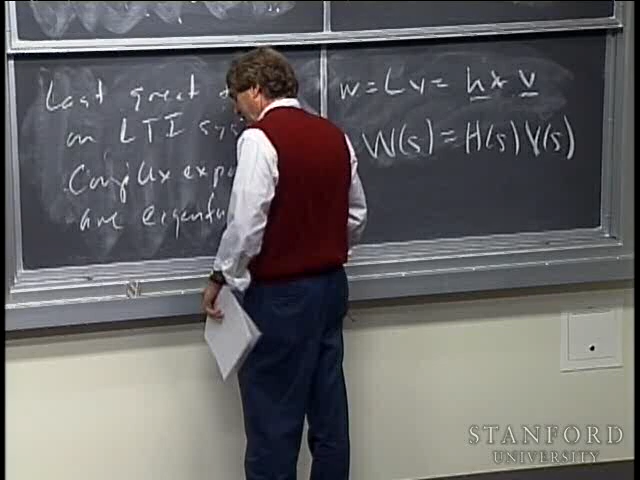 Last great
on LTI sys
Complex expo
are eigenfu
w = Lv = h * v
W(s) = H(s) V(s)
STANFORD
UNIVERSITY